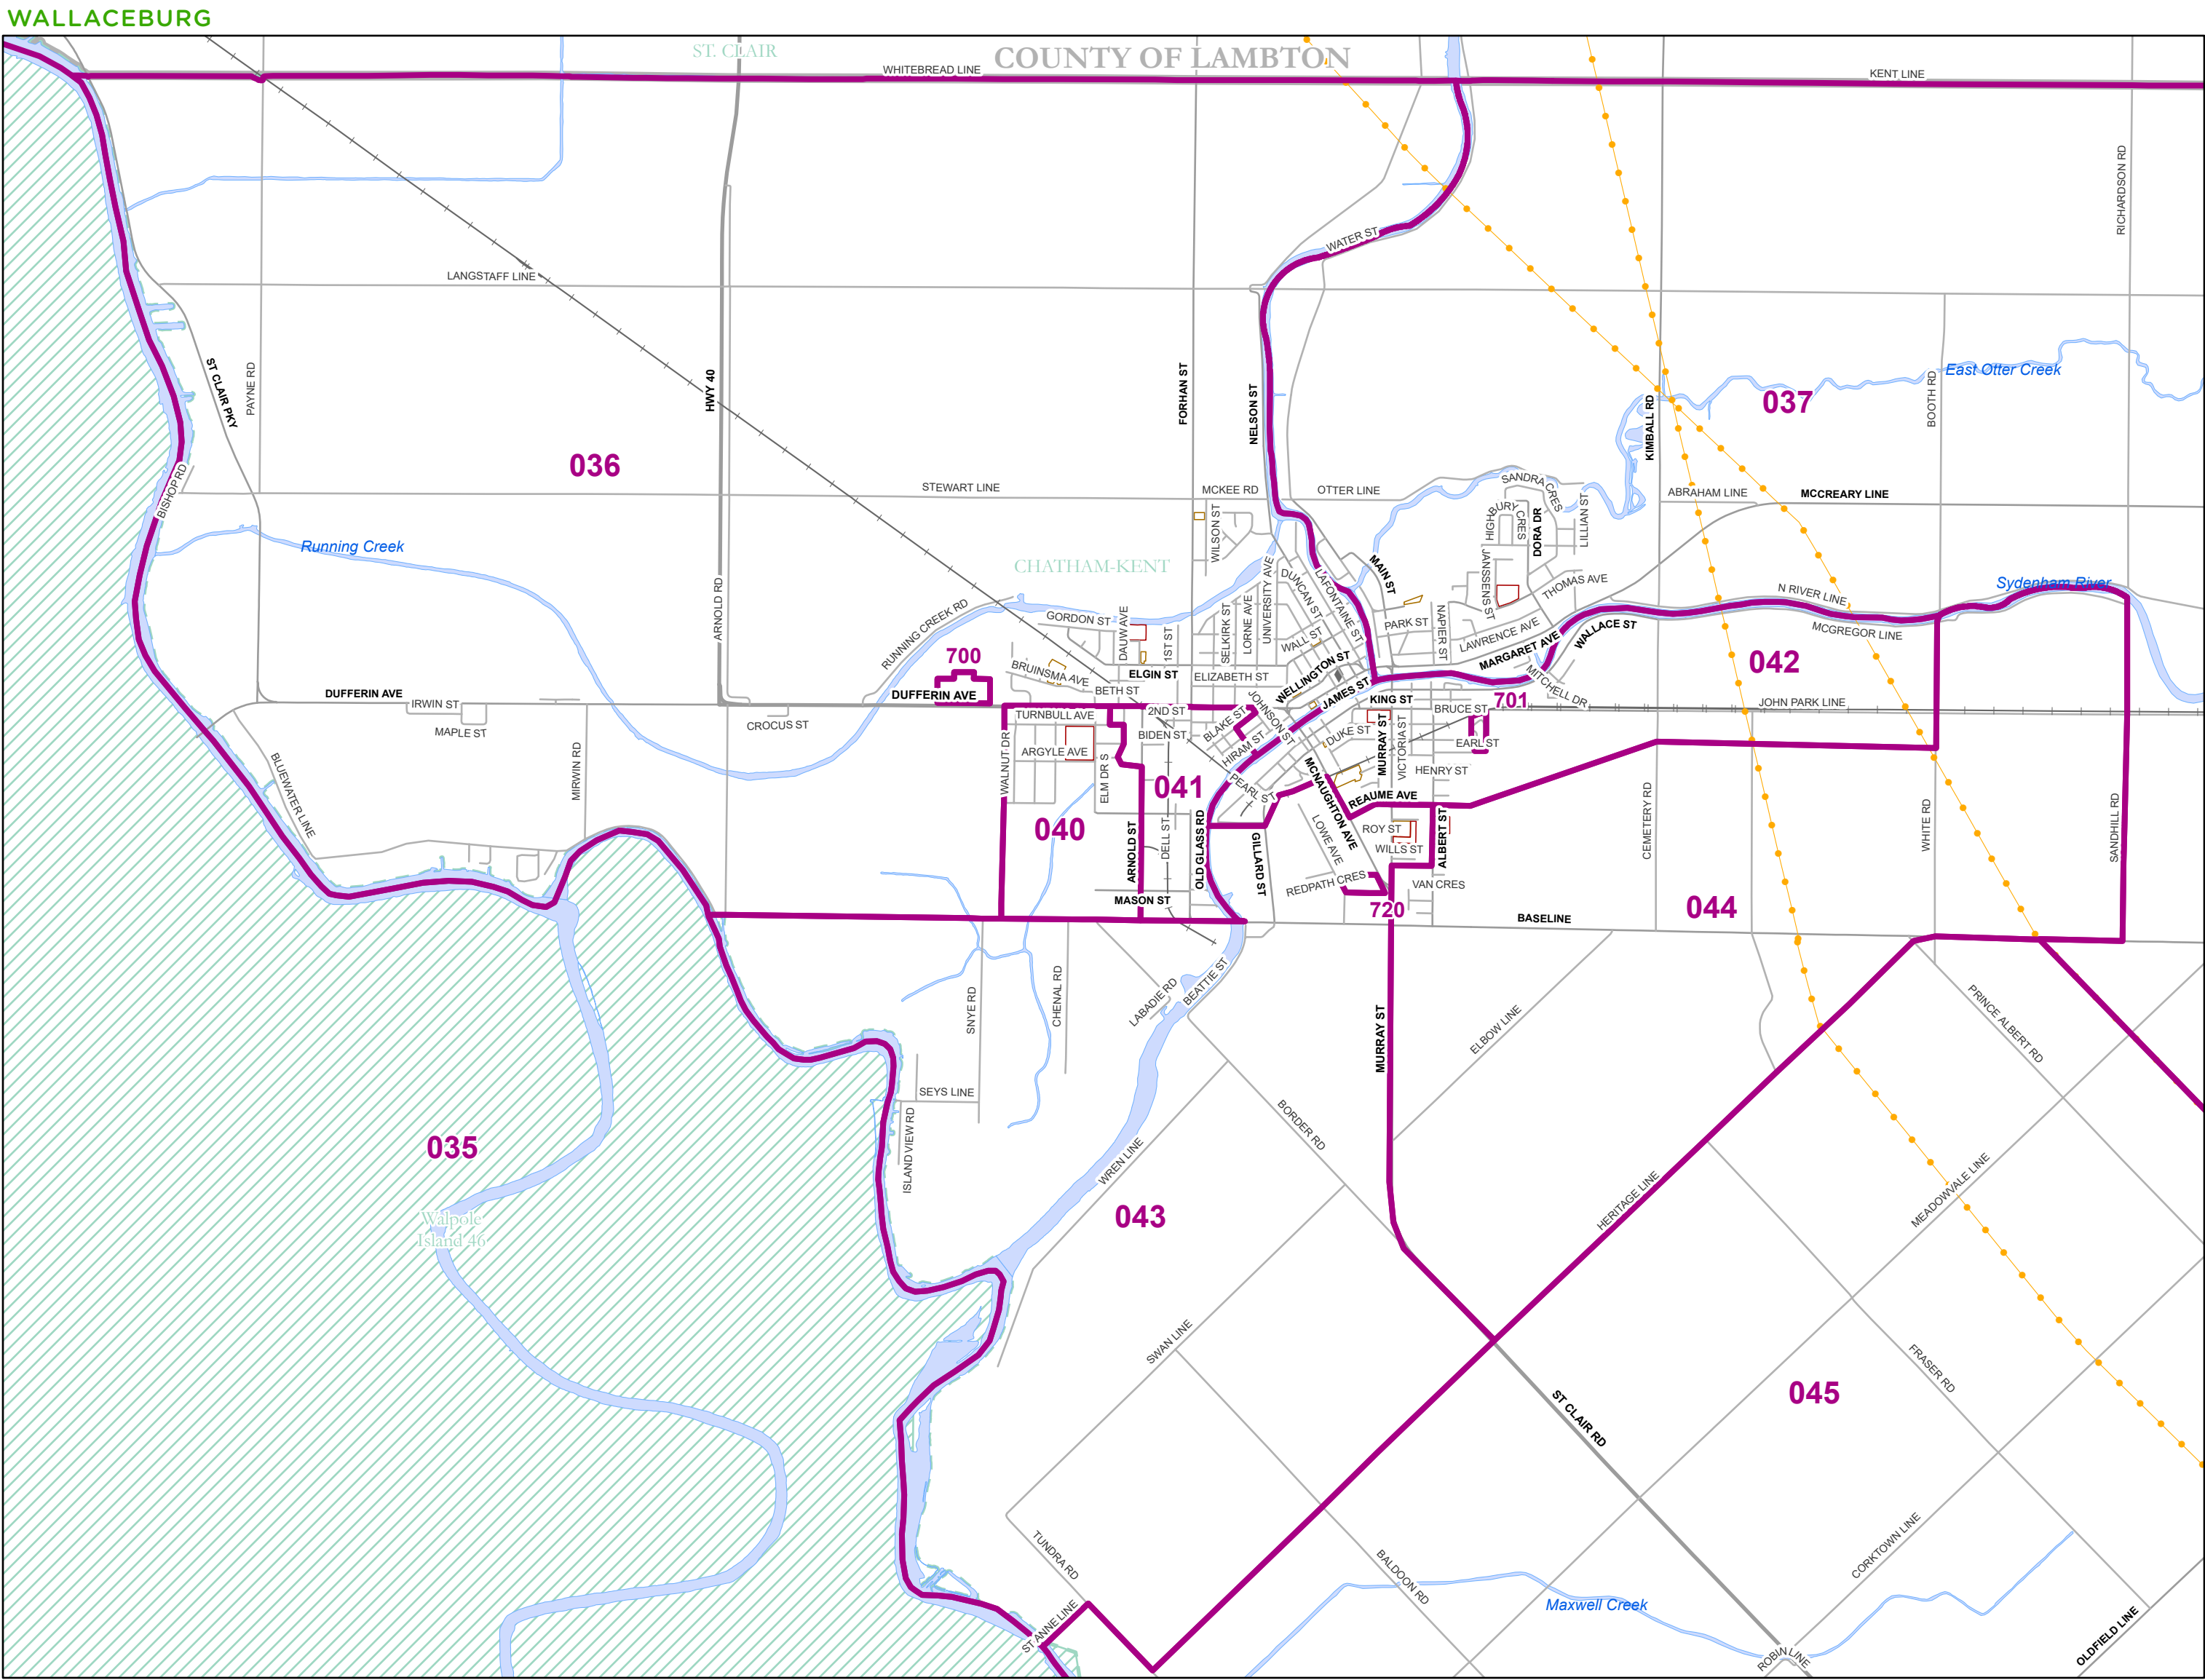 WALLACEBURG
ST. CLAIR
COUNTY OF LAMBTON
WHITEBREAD LINE
KENT LINE
RICHARDSON RD
WATER ST
LANGSTAFF LINE
ST CLAIR PKY
PAYNE RD
HWY 40
FORHAN ST
NELSON ST
KIMBALL RD
037
BOOTH RD
East Otter Creek
036
BISHOP RD
STEWART LINE
MCKEE RD
OTTER LINE
SANDRA CRES
ABRAHAM LINE
MCCREARY LINE
HIGHBURY CRES
DORA DR
LILLIAN ST
WILSON ST
Running Creek
CHATHAM-KENT
MAIN ST
JANSSENS ST
THOMAS AVE
N RIVER LINE
Sydenham River
ARNOLD RD
RUNNING CREEK RD
GORDON ST
DAUW AVE
1ST ST
SELKIRK ST
LORNE AVE
UNIVERSITY AVE
DUNCAN ST
LAFONTAINE ST
WALL ST
PARK ST
NAPIER ST
LAWRENCE AVE
MARGARET AVE
WALLACE ST
MCGREGOR LINE
042
700
BRUINSMA AVE
ELGIN ST
ELIZABETH ST
WELLINGTON ST
MITCHELL DR
DUFFERIN AVE
DUFFERIN AVE
BETH ST
JAMES ST
KING ST
701
JOHN PARK LINE
IRWIN ST
MAPLE ST
CROCUS ST
TURNBULL AVE
2ND ST
BLAKE ST
JOHNSON ST
BRUCE ST
ARGYLE AVE
BIDEN ST
HIRAM ST
DUKE ST
MURRAY ST
VICTORIA ST
EARL ST
BLUEWATER LINE
MIRWIN RD
WALNUT DR
ELM DR S
041
PEARL ST
MCNAUGHTON AVE
HENRY ST
REAUME AVE
040
ARNOLD ST
DELL ST
OLD GLASS RD
GILLARD ST
LOWE AVE
ROY ST
WILLS ST
ALBERT ST
CEMETERY RD
WHITE RD
SANDHILL RD
REDPATH CRES
VAN CRES
MASON ST
720
BASELINE
044
SNYE RD
CHENAL RD
LABADIE RD
BEATTIE ST
MURRAY ST
ELBOW LINE
PRINCE ALBERT RD
SEYS LINE
ISLAND VIEW RD
BORDER RD
WREN LINE
035
Walpole
Island 46
043
HERITAGE LINE
MEADOWVALE LINE
SWAN LINE
FRASER RD
045
ST CLAIR RD
TUNDRA RD
BALDOON RD
CORKTOWN LINE
Maxwell Creek
ST ANNE LINE
ROBIN LINE
OLDFIELD LINE